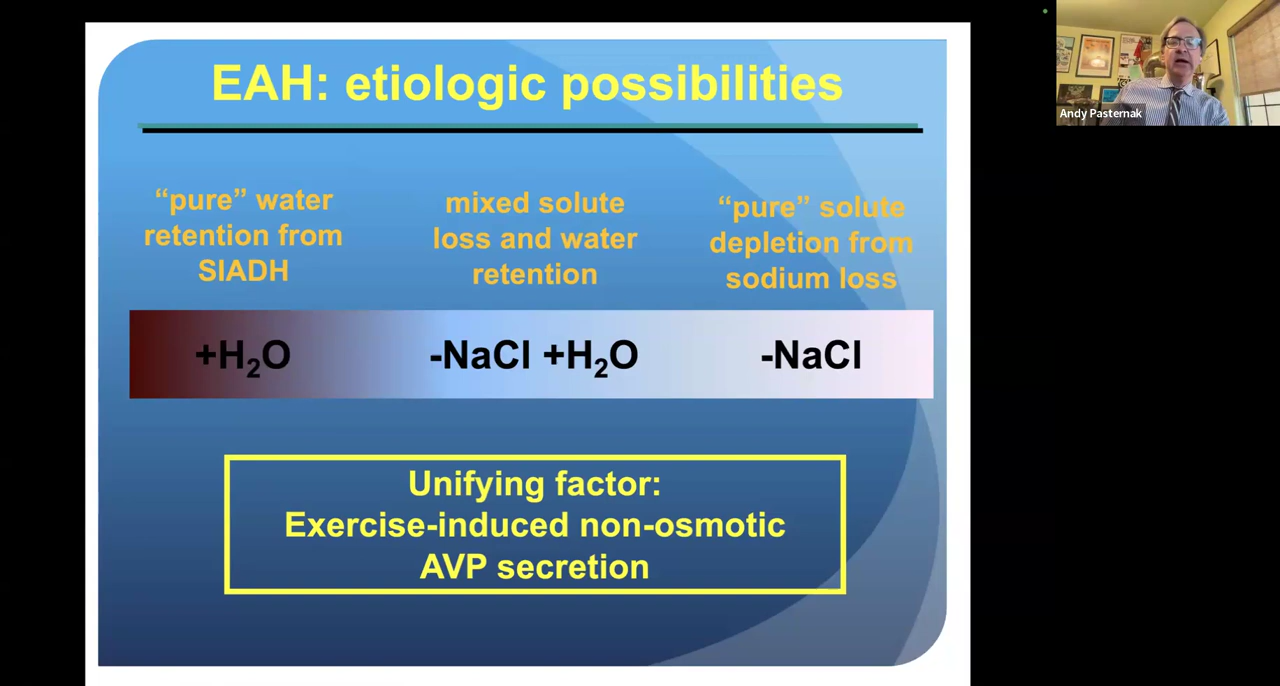 EAH: etiologic possibilities
“pure” water
retention from
SIADH
mixed solute
loss and water
retention
“pure” solute
depletion from
sodium loss
+H₂O
-NaCl +H₂O
-NaCl
Unifying factor:
Exercise-induced non-osmotic
AVP secretion
Andy Pasternak